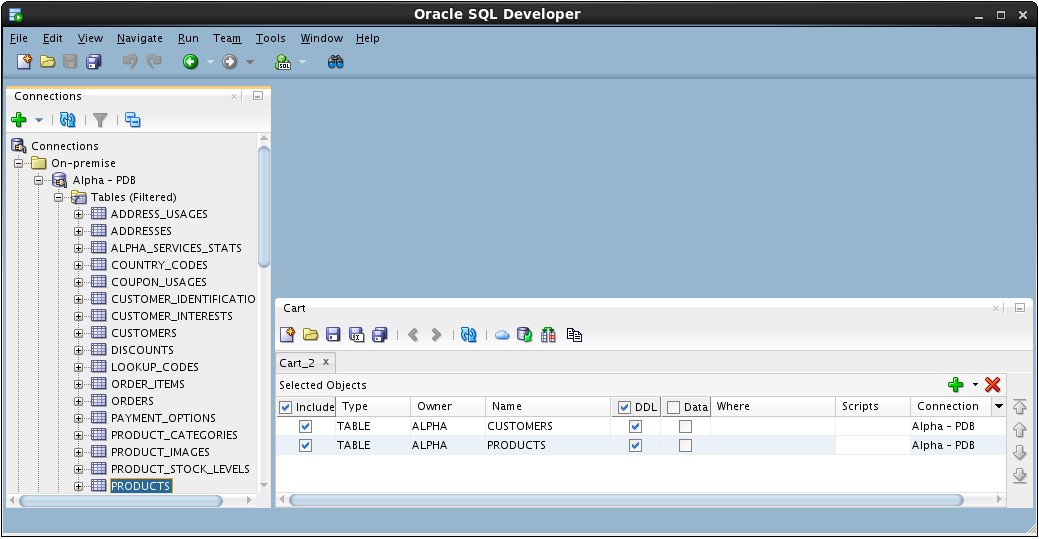 Oracle SQL Developer
File Edit View Navigate Run Team Tools Window Help
SQL
Connections
Connections
On-premise
Alpha - PDB
Tables (Filtered)
ADDRESS_USAGES
ADDRESSES
ALPHA_SERVICES_STATS
COUNTRY_CODES
COUPON_USAGES
CUSTOMER_IDENTIFICATIO
CUSTOMER_INTERESTS
CUSTOMERS
DISCOUNTS
LOOKUP_CODES
ORDER_ITEMS
ORDERS
PAYMENT_OPTIONS
PRODUCT_CATEGORIES
PRODUCT_IMAGES
PRODUCT_STOCK_LEVELS
PRODUCTS
Cart
Cart_2
Selected Objects
Include Type Owner Name DDL Data Where Scripts Connection
TABLE ALPHA CUSTOMERS Alpha - PDB
TABLE ALPHA PRODUCTS Alpha - PDB